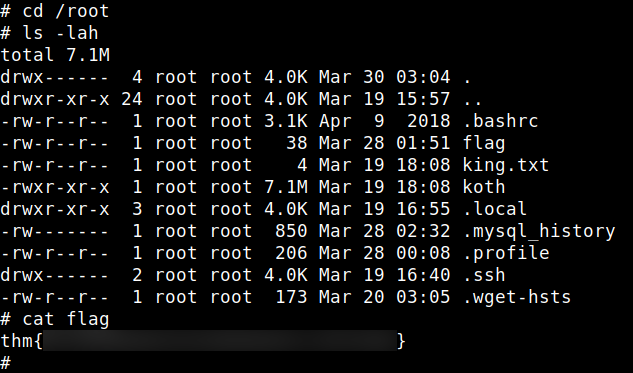 # cd /root
# ls -lah
total 7.1M
drwx------  4 root root 4.0K Mar 30 03:04 .
drwxr-xr-x 24 root root 4.0K Mar 19 15:57 ..
-rw-r--r--  1 root root 3.1K Apr  9  2018 .bashrc
-rw-r--r--  1 root root   38 Mar 28 01:51 flag
-rw-r--r--  1 root root    4 Mar 19 18:08 king.txt
-rwxr-xr-x  1 root root 7.1M Mar 19 18:08 koth
drwxr-xr-x  3 root root 4.0K Mar 19 16:55 .local
-rw-------  1 root root  850 Mar 28 02:32 .mysql_history
-rw-r--r--  1 root root  206 Mar 28 00:08 .profile
drwx------  2 root root 4.0K Mar 19 16:40 .ssh
-rw-r--r--  1 root root  173 Mar 20 03:05 .wget-hsts
# cat flag
thm{ }
#